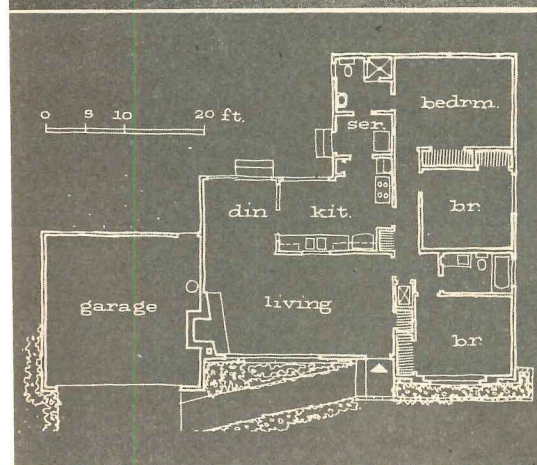 0 5 10 20 ft.
bedrm.
ser.
br.
din kit.
garage
living
br.